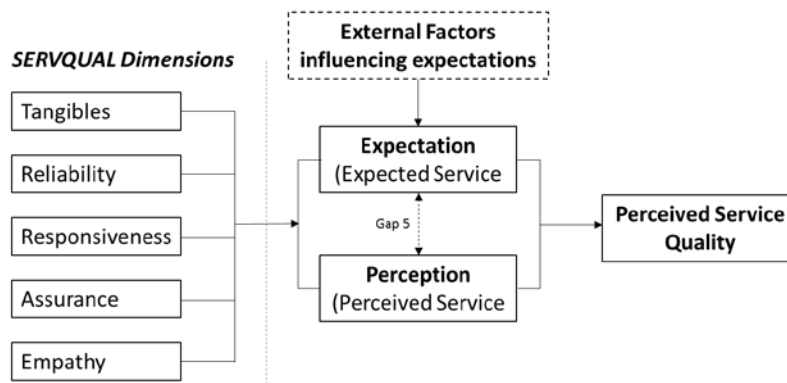 External Factors
influencing expectations
SERVQUAL Dimensions
Tangibles
Reliability
Responsiveness
Assurance
Empathy
Expectation
(Expected Service
Gap 5
Perception
(Perceived Service
Perceived Service
Quality